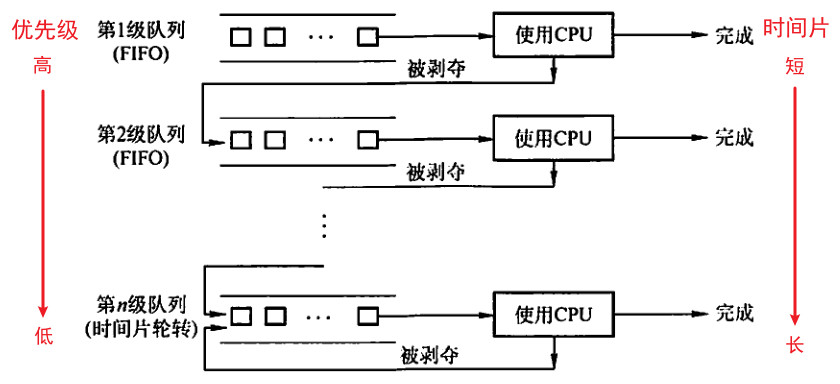 优先级
高
低
第1级队列
(FIFO)
··· 
使用CPU
完成
被剥夺
时间片
短
长
第2级队列
(FIFO)
···
使用CPU
完成
被剥夺
⋮
第n级队列
(时间片轮转)
···
使用CPU
完成
被剥夺